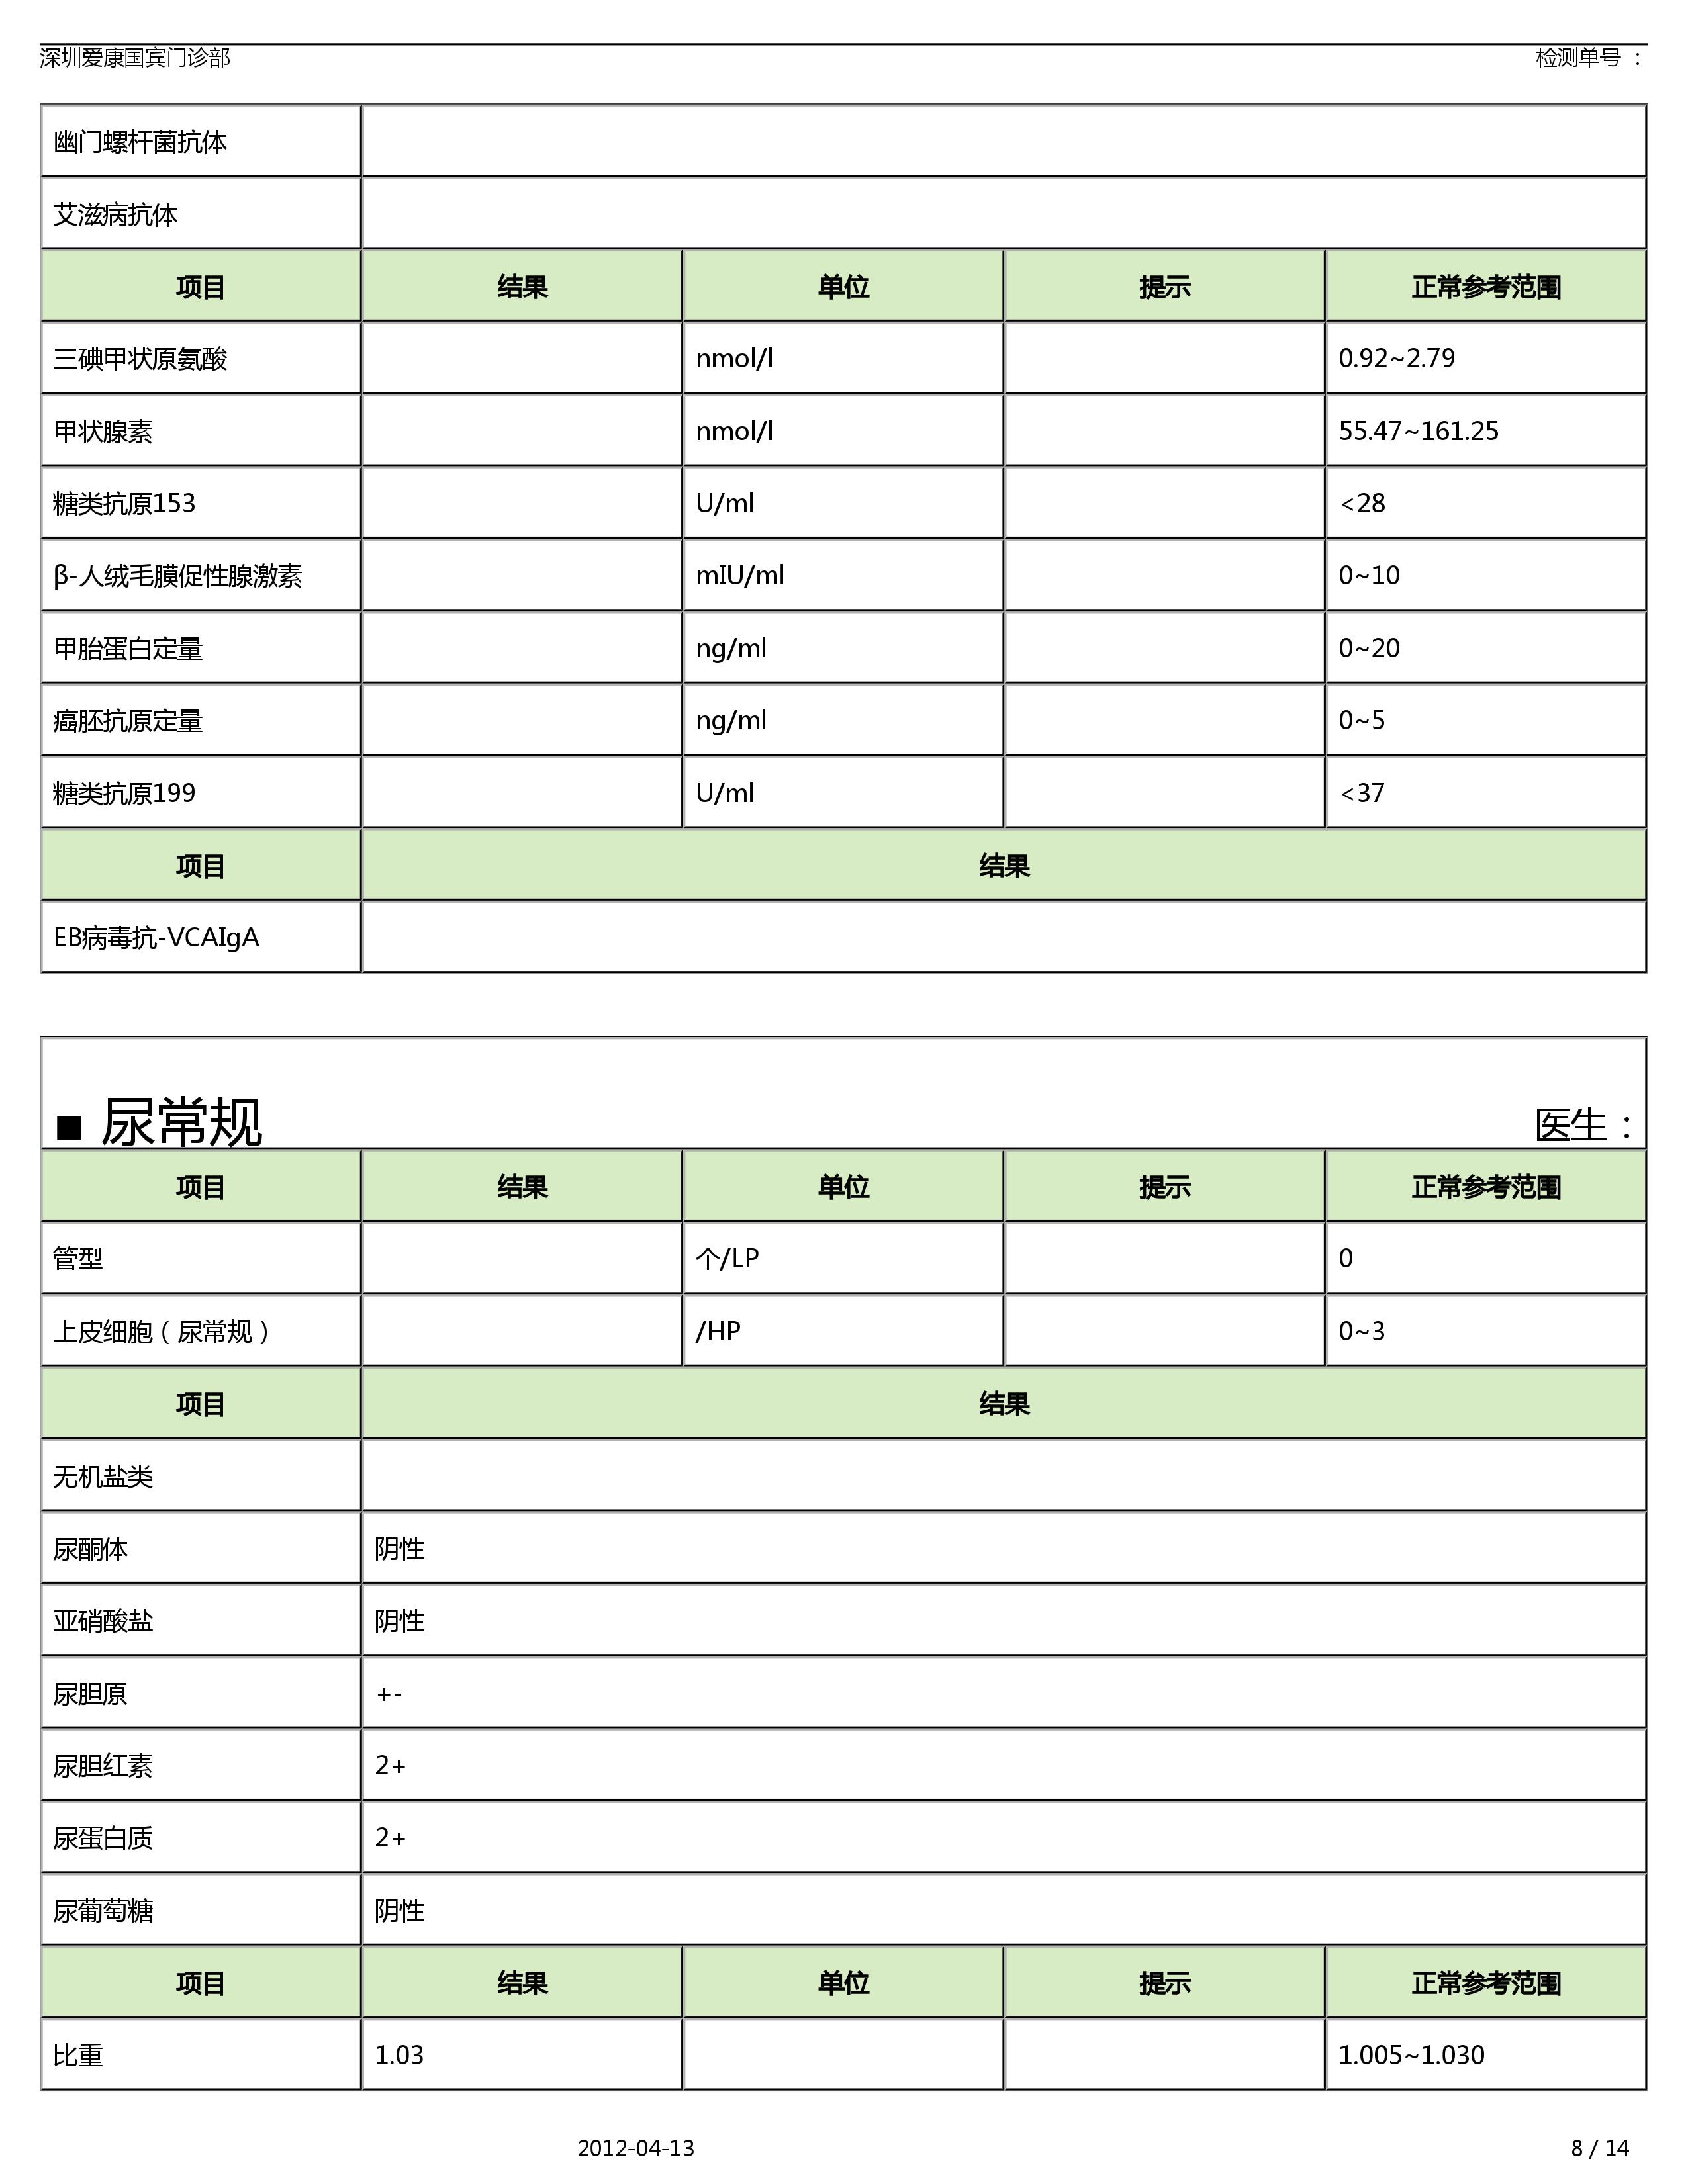 深圳爱康国宾门诊部 检测单号 ：
幽门螺杆菌抗体
艾滋病抗体
项目 结果 单位 提示 正常参考范围
三碘甲状原氨酸 nmol/l 0.92~2.79
甲状腺素 nmol/l 55.47~161.25
糖类抗原153 U/ml <28
β-人绒毛膜促性腺激素 mIU/ml 0~10
甲胎蛋白定量 ng/ml 0~20
癌胚抗原定量 ng/ml 0~5
糖类抗原199 U/ml <37
项目 结果
EB病毒抗-VCAIgA
■ 尿常规 医生：
项目 结果 单位 提示 正常参考范围
管型 个/LP 0
上皮细胞（尿常规） /HP 0~3
项目 结果
无机盐类
尿酮体 阴性
亚硝酸盐 阴性
尿胆原 +-
尿胆红素 2+
尿蛋白质 2+
尿葡萄糖 阴性
项目 结果 单位 提示 正常参考范围
比重 1.03 1.005~1.030
2012-04-13 8 / 14